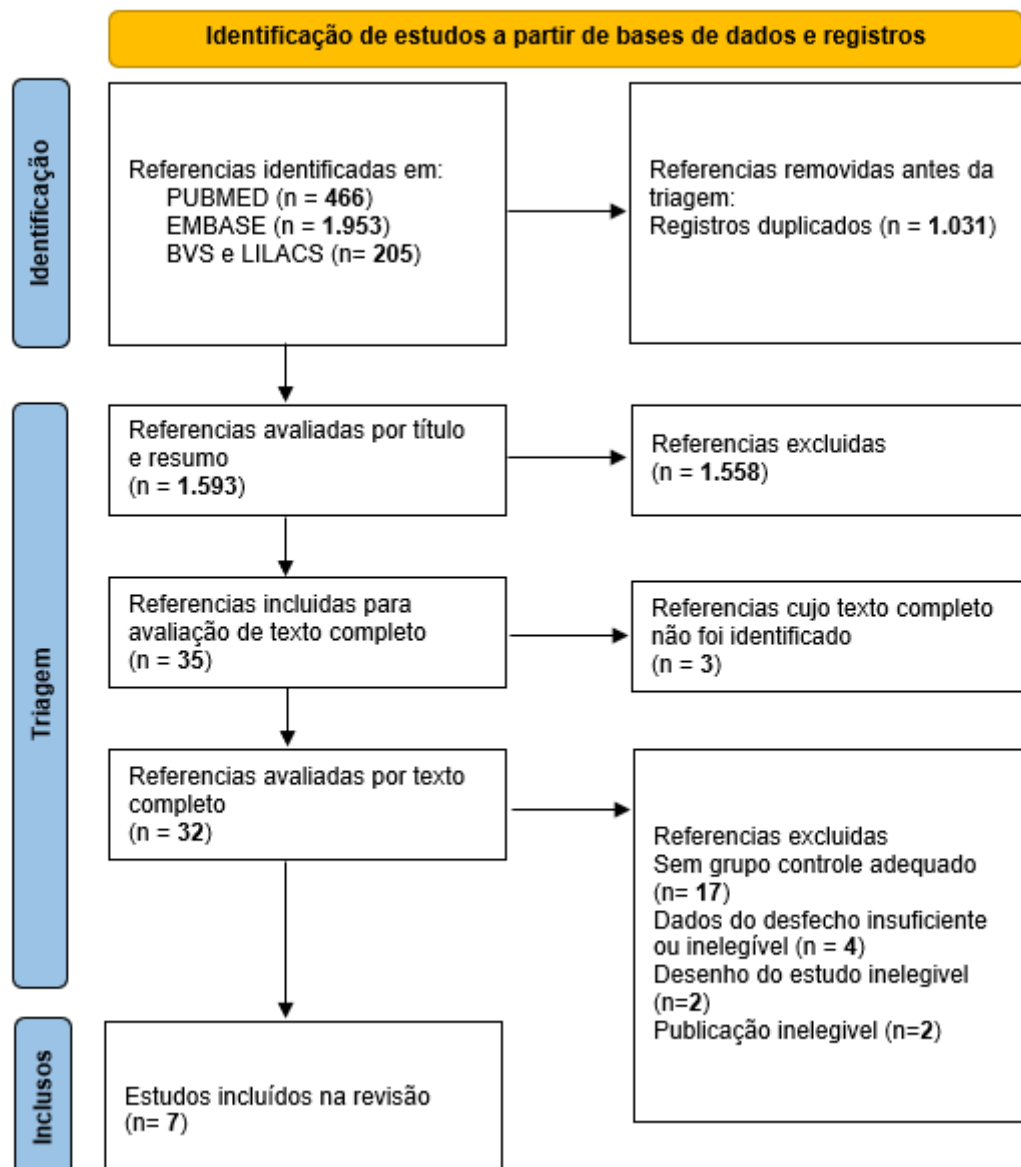 Identificação de estudos a partir de bases de dados e registros
Identificação
Referencias identificadas em:
PUBMED (n = 466)
EMBASE (n = 1.953)
BVS e LILACS (n= 205)
Referencias removidas antes da
triagem:
Registros duplicados (n = 1.031)
Triagem
Referencias avaliadas por título
e resumo
(n = 1.593)
Referencias excluidas
(n = 1.558)
Referencias incluidas para
avaliação de texto completo
(n = 35)
Referencias cujo texto completo
não foi identificado
(n = 3)
Referencias avaliadas por texto
completo
(n = 32)
Referencias excluidas
Sem grupo controle adequado
(n= 17)
Dados do desfecho insuficiente
ou inelegível (n = 4)
Desenho do estudo inelegivel
(n=2)
Publicação inelegivel (n=2)
Inclusos
Estudos incluídos na revisão
(n= 7)